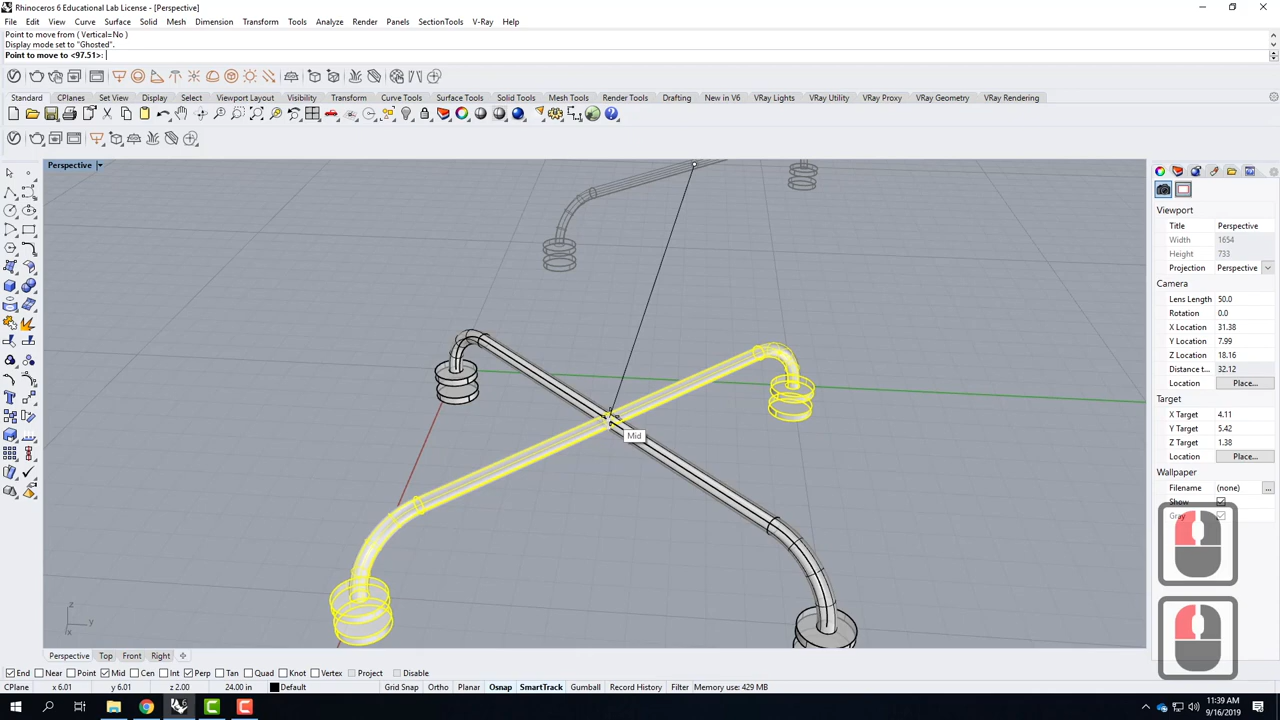 Rhinoceros 6 Educational Lab License - [Perspective]
File Edit View Curve Surface Solid Mesh Dimension Transform Tools Analyze Render Panels SectionTools V-Ray Help
Point to move from ( Vertical=No )
Display mode set to "Ghosted".
Point to move to <97.51>:
Standard CPlanes Set View Display Select Viewport Layout Visibility Transform Curve Tools Surface Tools Solid Tools Mesh Tools Render Tools Drafting New in V6 VRay Lights VRay Utility VRay Proxy VRay Geometry VRay Rendering
Perspective
Viewport
Title Perspective
Width 1654
Height 733
Projection Perspective
Camera
Lens Length 50.0
Rotation 0.0
X Location 31.38
Y Location 7.99
Z Location 18.16
Distance t... 32.12
Location Place...
Target
X Target 4.11
Y Target 5.42
Z Target 1.38
Location Place...
Wallpaper
Filename (none) ...
Show
Gray
Mid
z
y
x
Perspective Top Front Right
End Near Point Mid Cen Int Perp Tan Quad Knot Vertex Project Disable
CPlane x 6.01 y 6.01 z 2.00 24.00 in Default Grid Snap Ortho Planar Osnap SmartTrack Gumball Record History Filter Memory use: 429 MB
11:39 AM
9/16/2019